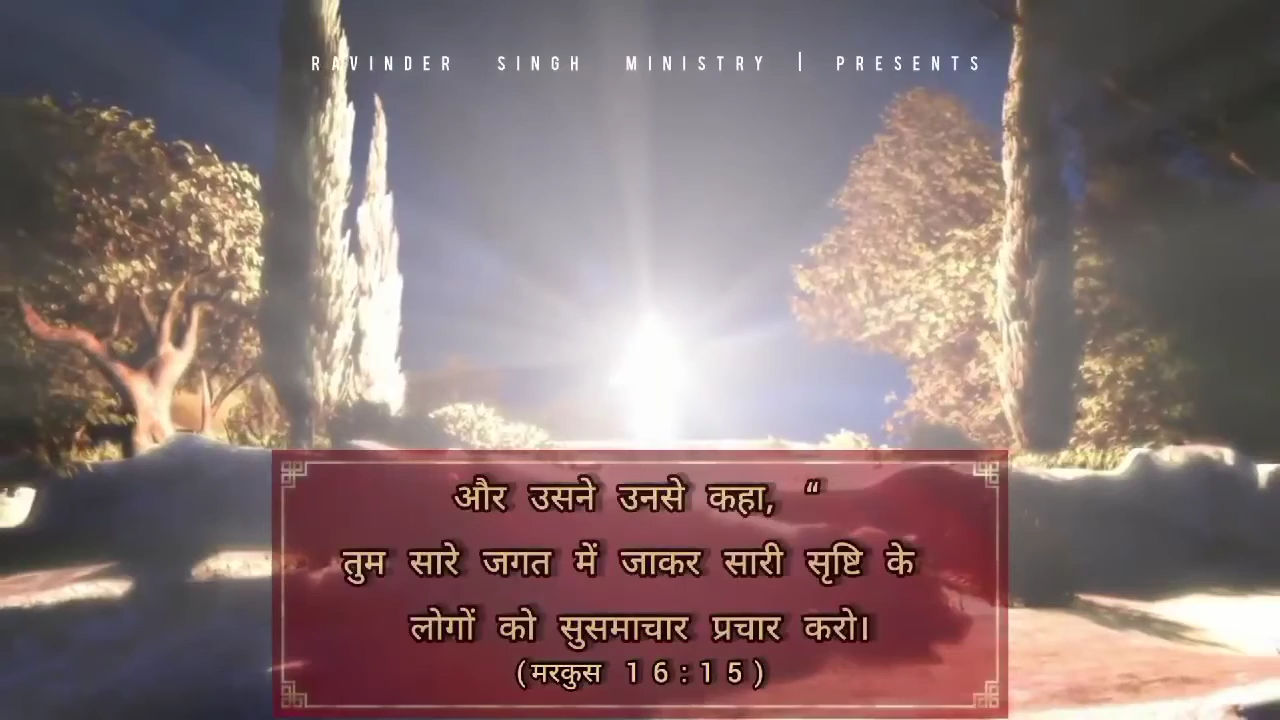 RAVINDER SINGH MINISTRY | PRESENTS
और उसने उनसे कहा, “
तुम सारे जगत में जाकर सारी सृष्टि के
लोगों को सुसमाचार प्रचार करो।
(मरकुस 16:15)